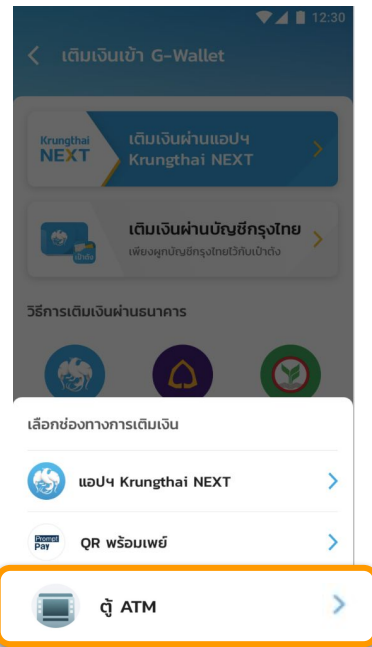 12:30
เติมเงินเข้า G-Wallet
Krungthai
NEXT
เติมเงินผ่านแอปฯ
Krungthai NEXT
เติมเงินผ่านบัญชีกรุงไทย
เพียงผูกบัญชีกรุงไทยไว้กับเป๋าตัง
เป๋าตัง
วิธีการเติมเงินผ่านธนาคาร
เลือกช่องทางการเติมเงิน
แอปฯ Krungthai NEXT
Prompt
Pay
QR พร้อมเพย์
ตู้ ATM